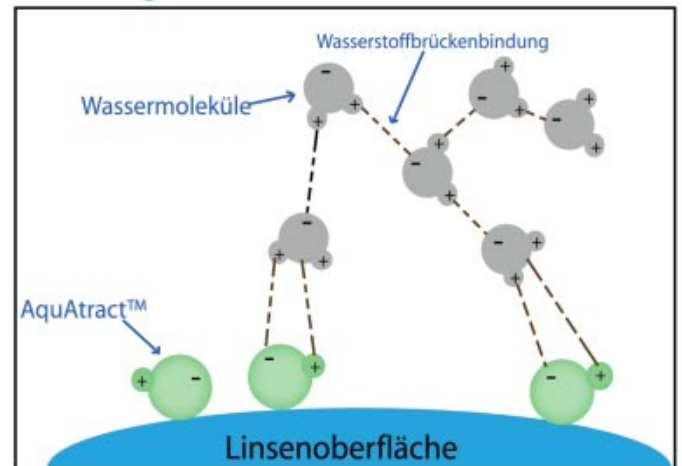 Wasserstoffbrückenbindung
Wassermoleküle
AquAtract™
Linsenoberfläche